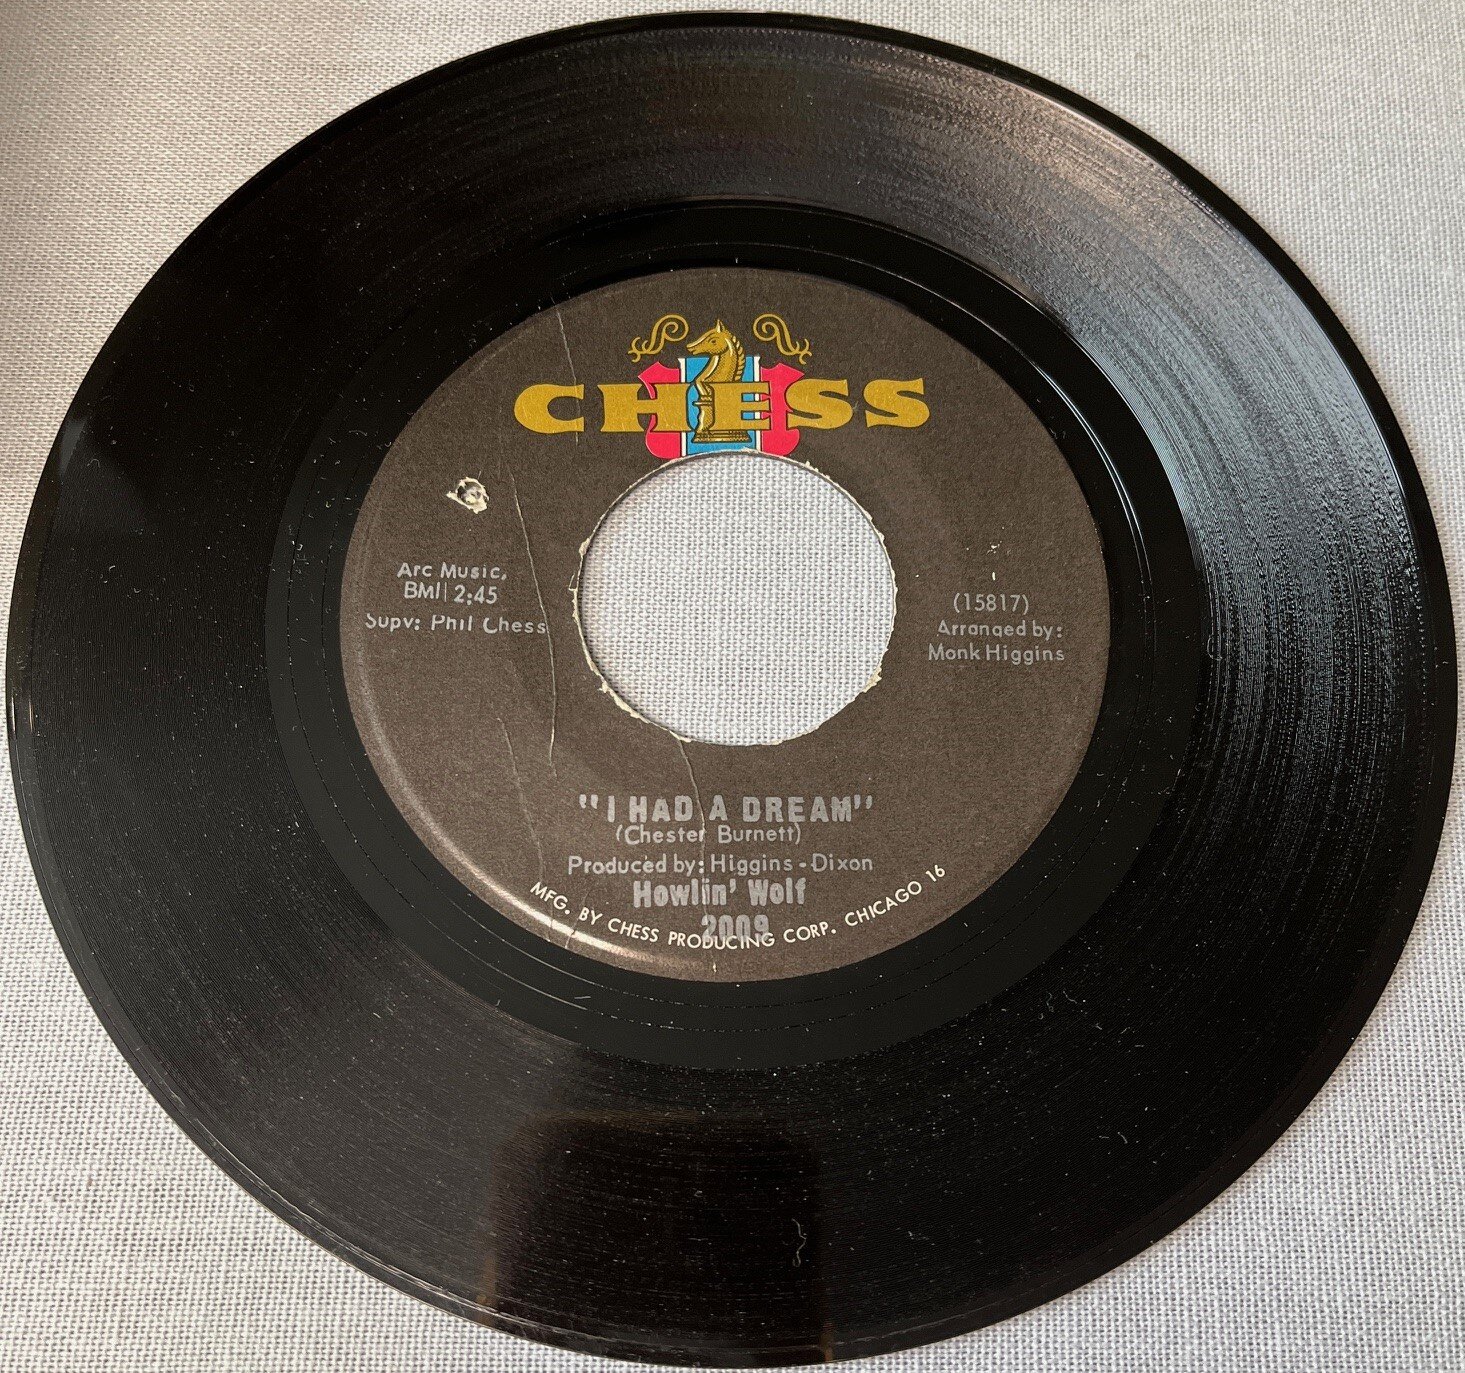 CHESS
Arc Music,
BMI 2:45
Supv: Phil Chess
(15817)
Arranged by:
Monk Higgins
"I HAD A DREAM"
(Chester Burnett)
Produced by: Higgins - Dixon
Howlin' Wolf
2009
MFG. BY CHESS PRODUCING CORP. CHICAGO 16